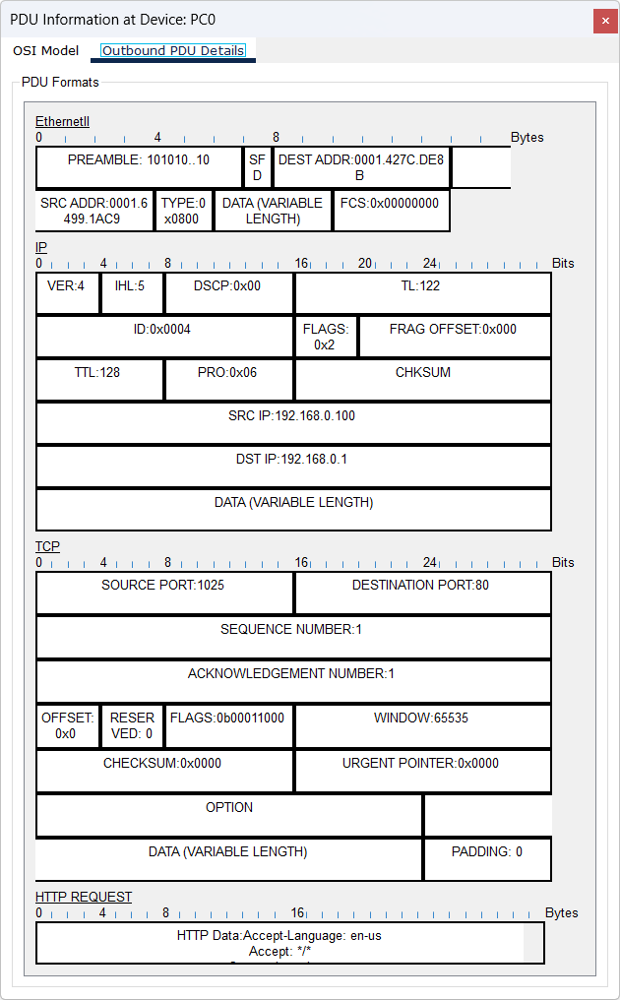 PDU Information at Device: PC0
OSI Model Outbound PDU Details
PDU Formats
EthernetII
0 4 8 Bytes
PREAMBLE: 101010..10 SF DEST ADDR:0001.427C.DE8
D B
SRC ADDR:0001.6 TYPE:0 DATA (VARIABLE FCS:0x00000000
499.1AC9 x0800 LENGTH)
IP
0 4 8 16 20 24 Bits
VER:4 IHL:5 DSCP:0x00 TL:122
ID:0x0004 FLAGS: FRAG OFFSET:0x000
0x2
TTL:128 PRO:0x06 CHKSUM
SRC IP:192.168.0.100
DST IP:192.168.0.1
DATA (VARIABLE LENGTH)
TCP
0 4 8 16 24 Bits
SOURCE PORT:1025 DESTINATION PORT:80
SEQUENCE NUMBER:1
ACKNOWLEDGEMENT NUMBER:1
OFFSET: RESER FLAGS:0b00011000 WINDOW:65535
0x0 VED: 0
CHECKSUM:0x0000 URGENT POINTER:0x0000
OPTION
DATA (VARIABLE LENGTH) PADDING: 0
HTTP REQUEST
0 4 8 16 Bytes
HTTP Data:Accept-Language: en-us
Accept: */*